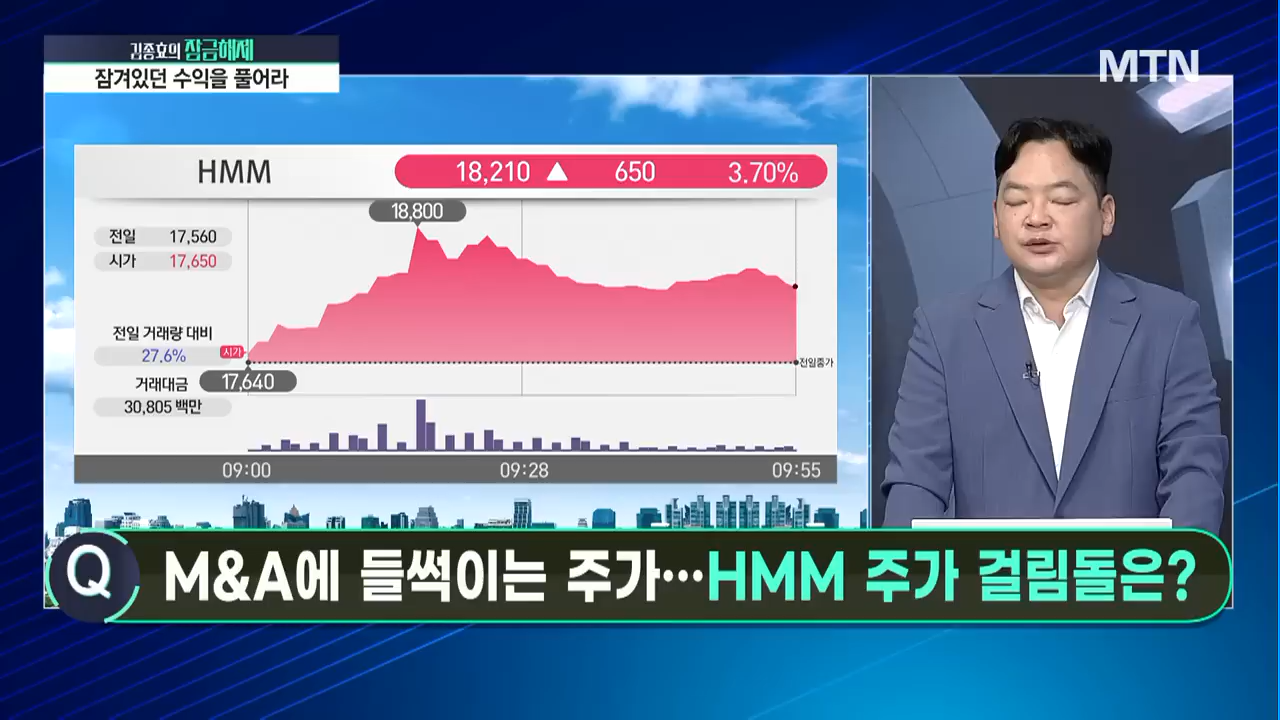 김종효의 잠금해제
잠겨있던 수익을 풀어라
MTN
HMM 18,210 ▲ 650 3.70%
18,800
전일 17,560
시가 17,650
전일 거래량 대비
27.6%
시가
전일종가
거래대금
17,640
30,805 백만
09:00 09:28 09:55
Q M&A에 들썩이는 주가…HMM 주가 걸림돌은?